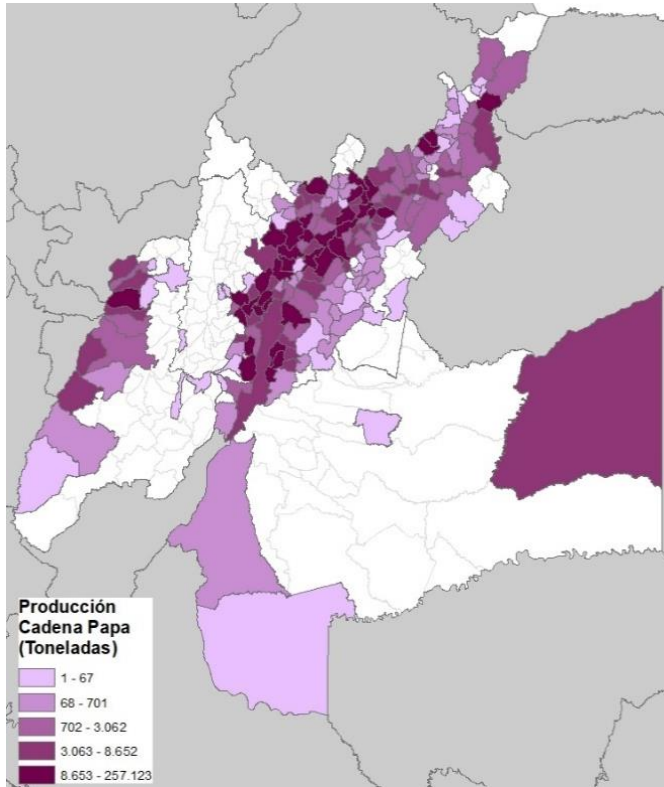 Producción
Cadena Papa
(Toneladas)
1 - 67
68 - 701
702 - 3.062
3.063 - 8.652
8.653 - 257.123